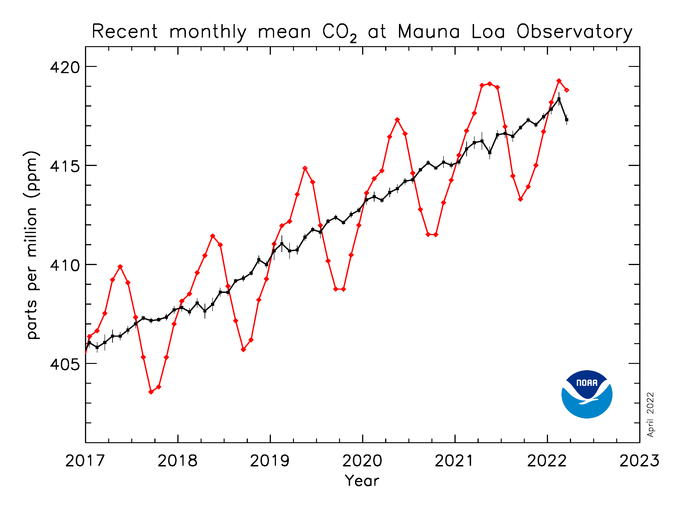 Recent monthly mean CO₂ at Mauna Loa Observatory
parts per million (ppm)
420
415
410
405
2017 2018 2019 2020 2021 2022 2023
Year
NOAA
April 2022